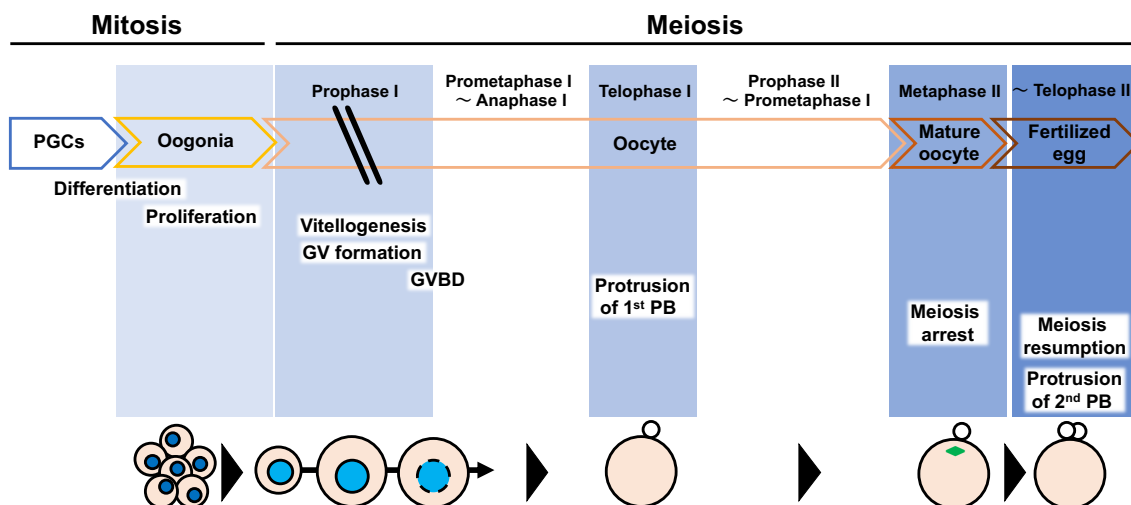 Mitosis
Meiosis
Prophase I
Prometaphase I
～ Anaphase I
Telophase I
Prophase II
～ Prometaphase I
Metaphase II
～ Telophase II
PGCs
Oogonia
Oocyte
Mature
oocyte
Fertilized
egg
Differentiation
Proliferation
Vitellogenesis
GV formation
GVBD
Protrusion
of 1st PB
Meiosis
arrest
Meiosis
resumption
Protrusion
of 2nd PB